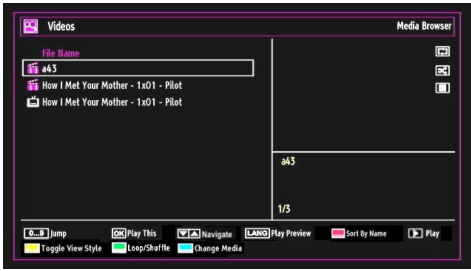 Videos
Media Browser
File Name
a43
How I Met Your Mother - 1x01 - Pilot
How I Met Your Mother - 1x01 - Pilot
a43
1/3
0...9 Jump OK Play This Navigate LANG Play Preview Sort By Name Play
Toggle View Style Loop/Shuffle Change Media